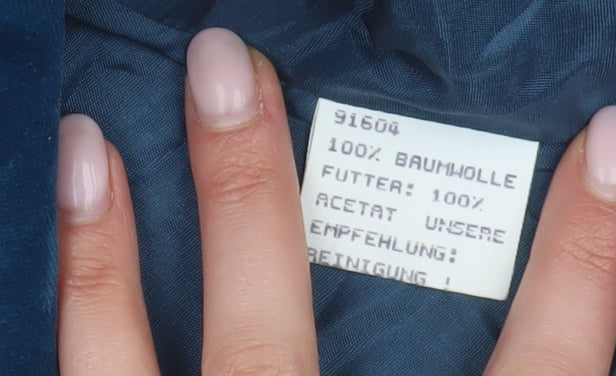 91604
100% BAUMWOLLE
FUTTER: 100%
ACETAT UNSERE
EMPFEHLUNG:
REINIGUNG !